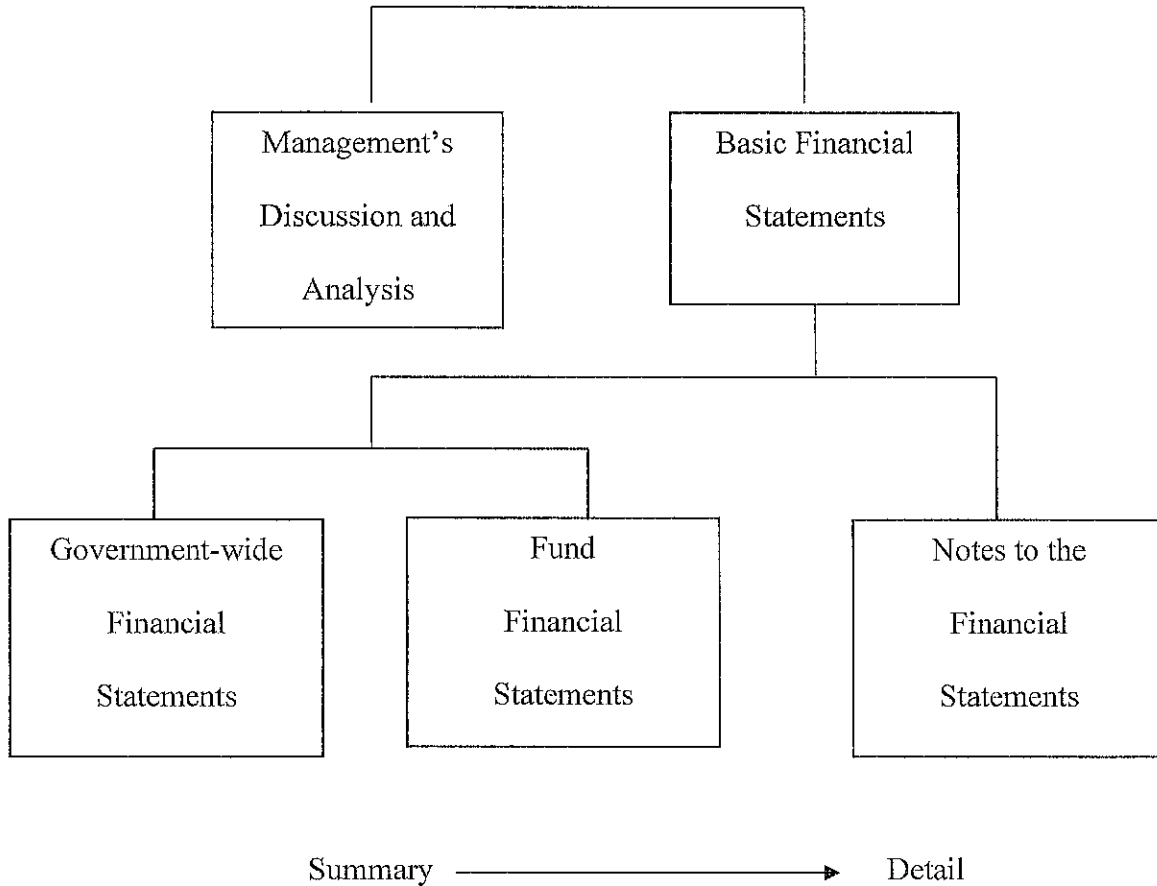 Management's
Discussion and
Analysis
Basic Financial
Statements
Government-wide
Financial
Statements
Fund
Financial
Statements
Notes to the
Financial
Statements
Summary
Detail